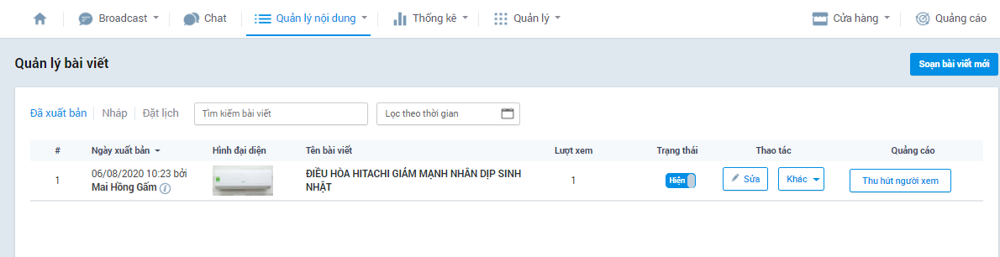 Broadcast Chat Quản lý nội dung Thống kê Quản lý Cửa hàng Quảng cáo
Quản lý bài viết Soạn bài viết mới
Đã xuất bản Nháp Đặt lịch Tìm kiếm bài viết Lọc theo thời gian
# Ngày xuất bản Hình đại diện Tên bài viết Lượt xem Trạng thái Thao tác Quảng cáo
1 06/08/2020 10:23 bởi ĐIỀU HÒA HITACHI GIẢM MẠNH NHÂN DỊP SINH 1 Hiện Sửa Khác Thu hút người xem
Mai Hồng Gấm NHẬT